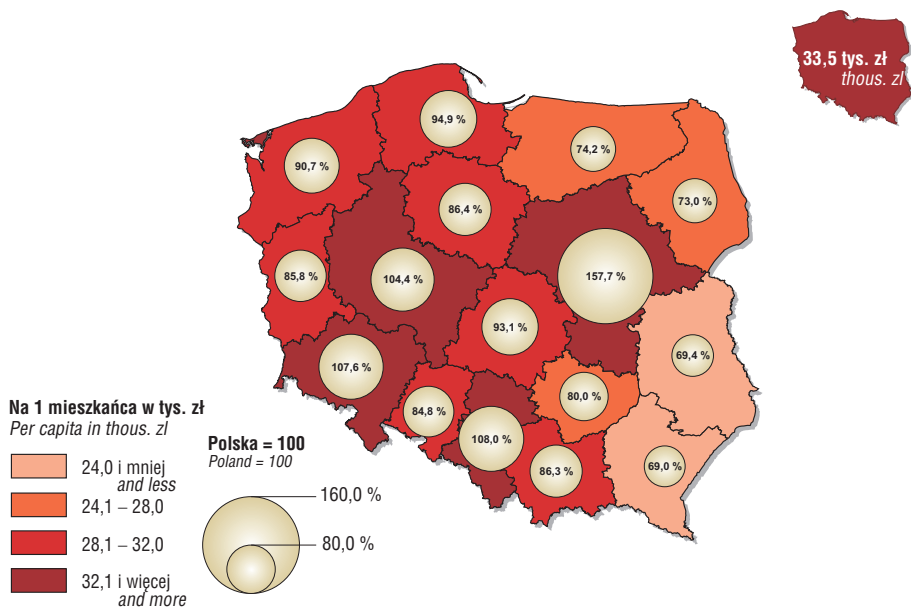 33,5 tys. zł
thous. zl
94,9 %
90,7 %
74,2 %
73,0 %
86,4 %
85,8 %
104,4 %
157,7 %
93,1 %
107,6 %
69,4 %
84,8 %
80,0 %
108,0 %
86,3 %
69,0 %
Na 1 mieszkańca w tys. zł
Per capita in thous. zl
24,0 i mniej
and less
24,1 – 28,0
28,1 – 32,0
32,1 i więcej
and more
Polska = 100
Poland = 100
160,0 %
80,0 %